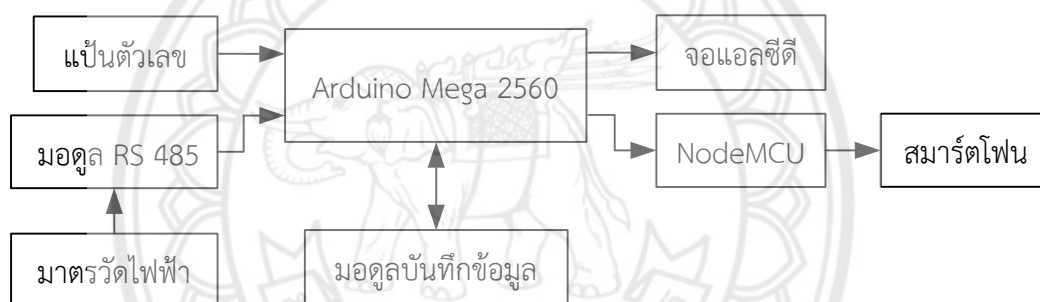 แป้นตัวเลข
Arduino Mega 2560
จอแอลซีดี
มอดูล RS 485
NodeMCU
สมาร์ตโฟน
มาตรวัดไฟฟ้า
มอดูลบันทึกข้อมูล